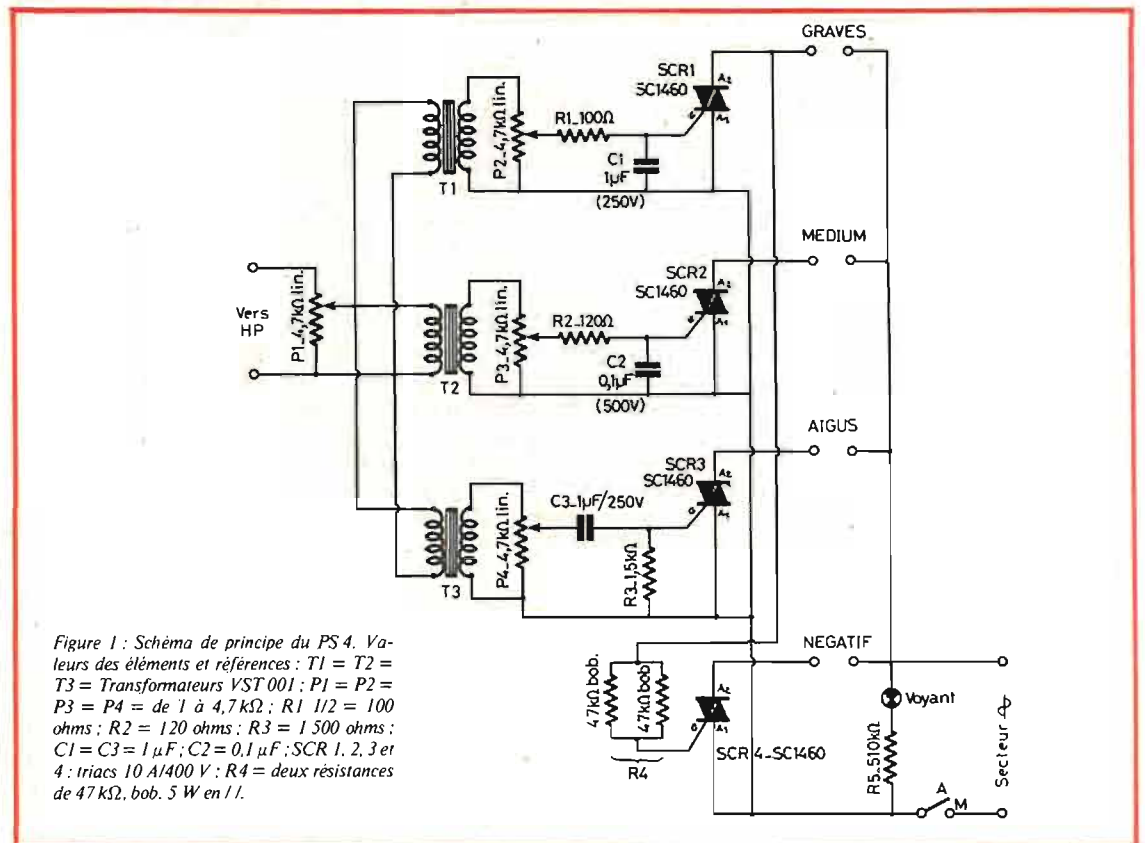 GRAVES
SCR1
SC1460
A2
G
A1
R1_100Ω
P2_4,7kΩ lin.
C1
1µF
(250V)
T1
MEDIUM
SCR2
SC1460
A2
G
A1
Vers
HP
P1_4,7kΩ lin.
R2_120Ω
P3_4,7kΩ lin.
C2
0,1µF
(500V)
T2
AIGUS
SCR3
SC1460
A2
G
A1
C3_1µF/250V
P4_4,7kΩ lin.
R3_1,5kΩ
T3
NEGATIF
47kΩ bob.
47kΩ bob
A2
G
A1
SCR 4_SC1460
R4
Voyant
R5_510kΩ
Secteur
A
M
Figure 1 : Schéma de principe du PS 4. Va-
leurs des éléments et références : T1 = T2 =
T3 = Transformateurs VST 001 ; P1 = P2 =
P3 = P4 = de 1 à 4,7 kΩ ; R1 1/2 = 100
ohms ; R2 = 120 ohms ; R3 = 1 500 ohms ;
C1 = C3 = 1 µF ; C2 = 0,1 µF ; SCR 1, 2, 3 et
4 : triacs 10 A/400 V ; R4 = deux résistances
de 47 kΩ, bob. 5 W en //.